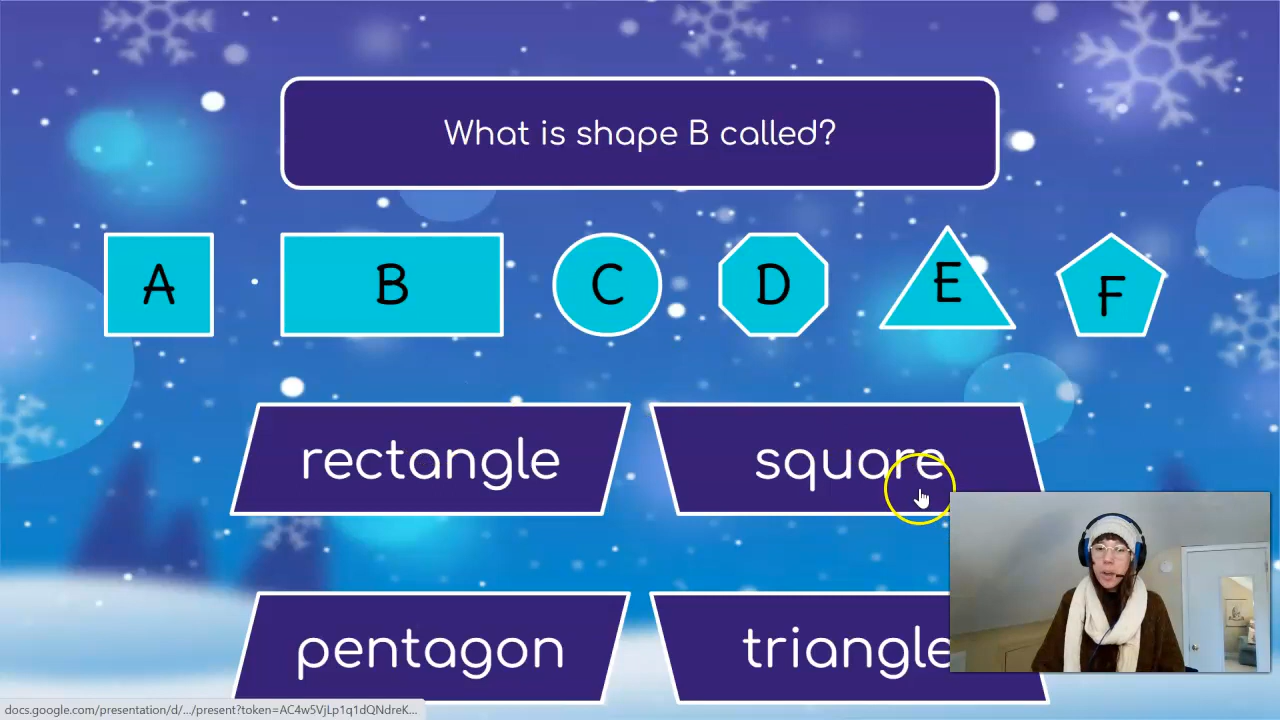 What is shape B called?
A B C D E F
rectangle square
pentagon triangle
docs.google.com/presentation/d/.../present?token=AC4w5VjLp1q1dQNdreK...